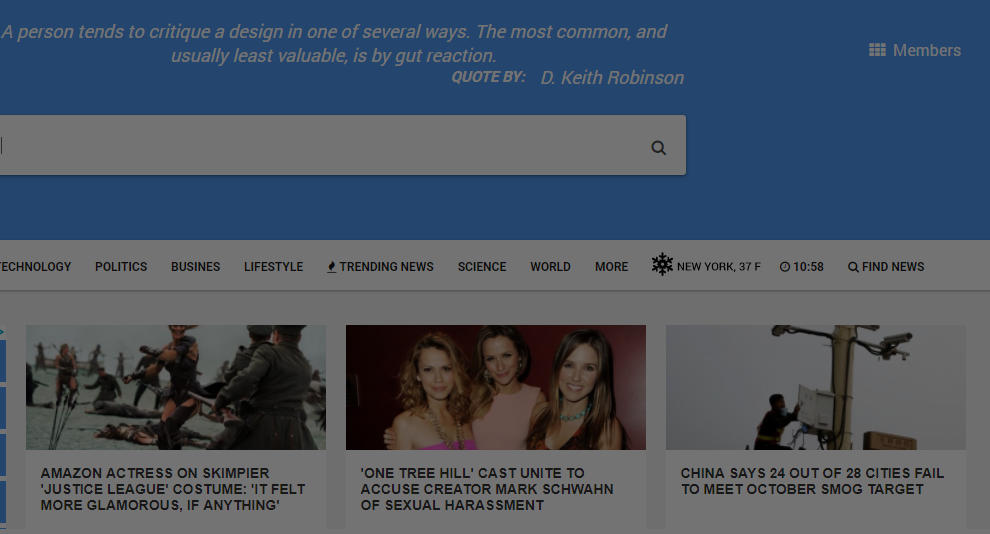 A person tends to critique a design in one of several ways. The most common, and
usually least valuable, is by gut reaction.
QUOTE BY: D. Keith Robinson
Members
TECHNOLOGY POLITICS BUSINES LIFESTYLE TRENDING NEWS SCIENCE WORLD MORE NEW YORK, 37 F 10:58 FIND NEWS
AMAZON ACTRESS ON SKIMPIER
'JUSTICE LEAGUE' COSTUME: 'IT FELT
MORE GLAMOROUS, IF ANYTHING'
'ONE TREE HILL' CAST UNITE TO
ACCUSE CREATOR MARK SCHWAHN
OF SEXUAL HARASSMENT
CHINA SAYS 24 OUT OF 28 CITIES FAIL
TO MEET OCTOBER SMOG TARGET